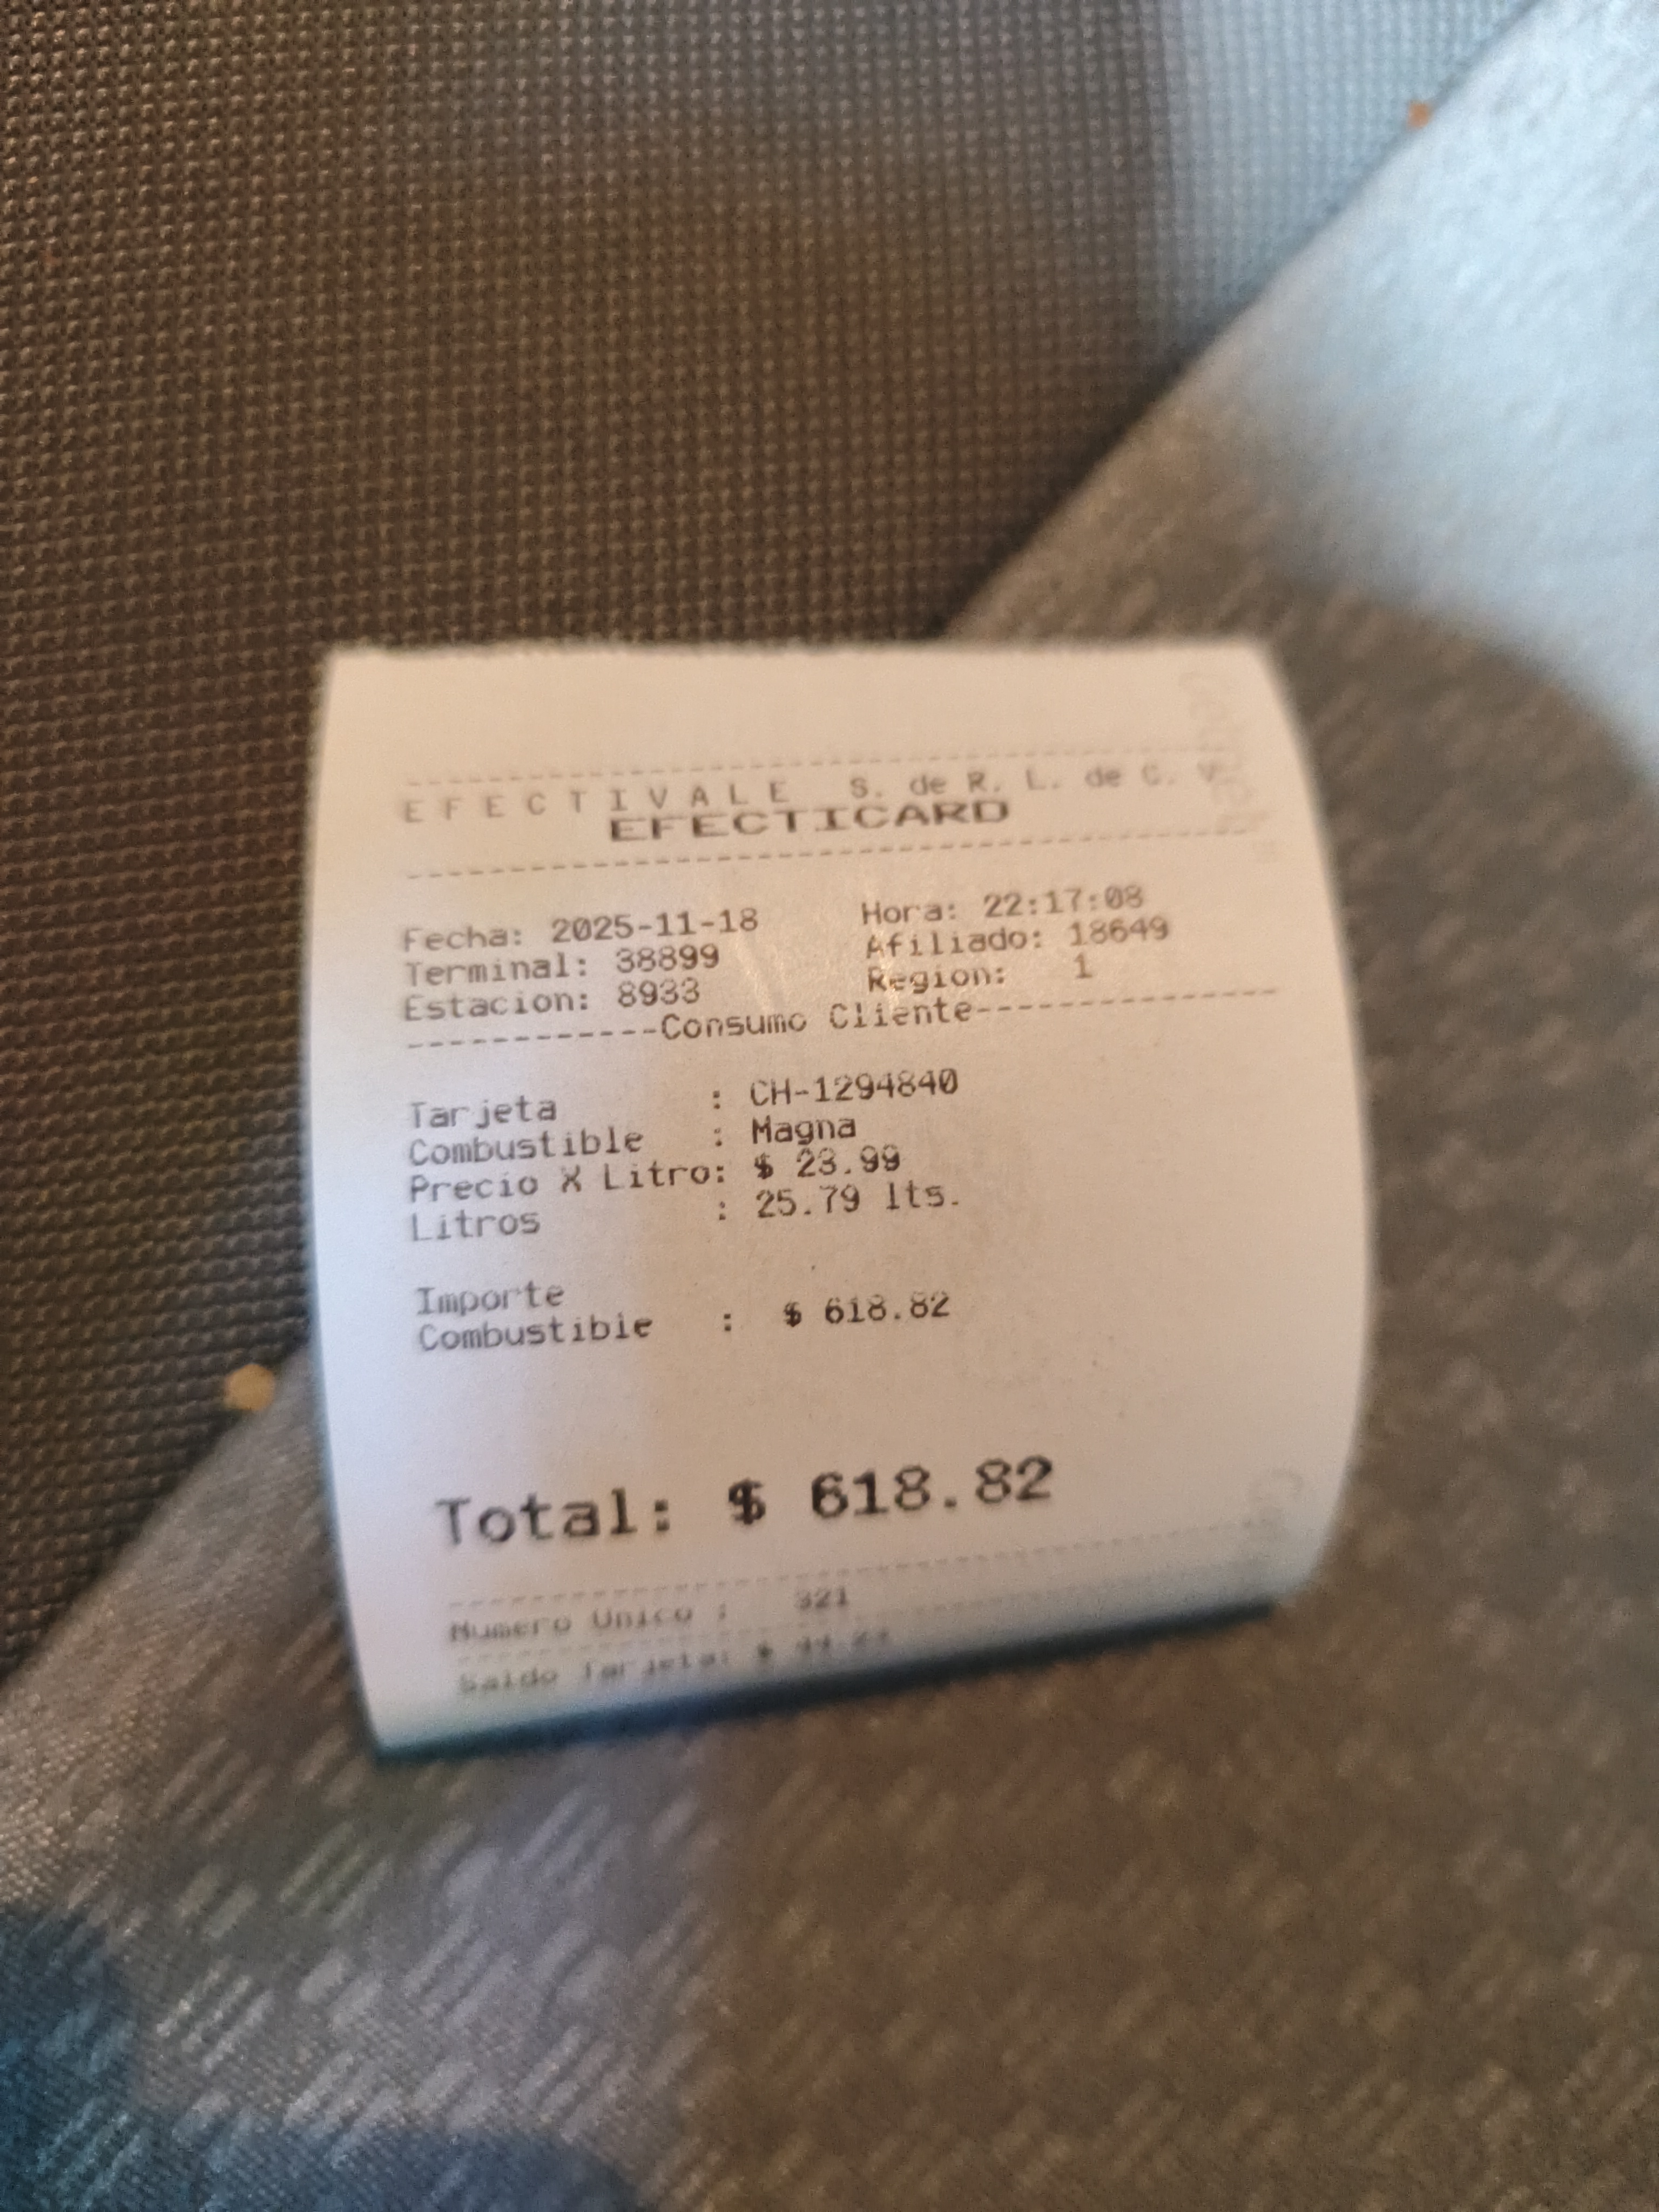 EFECTIVALE S. de R. L. de C. V
EFECTICARD
Fecha: 2025-11-18 Hora: 22:17:08
Terminal: 38899 Afiliado: 18649
Estacion: 8933 Region: 1
------------Consumo Cliente--------------
Tarjeta : CH-1294840
Combustible : Magna
Precio X Litro: $ 23.99
Litros : 25.79 lts.
Importe
Combustible : $ 618.82
Total: $ 618.82
Numero Unico : 321
Saldo Tarjeta: $